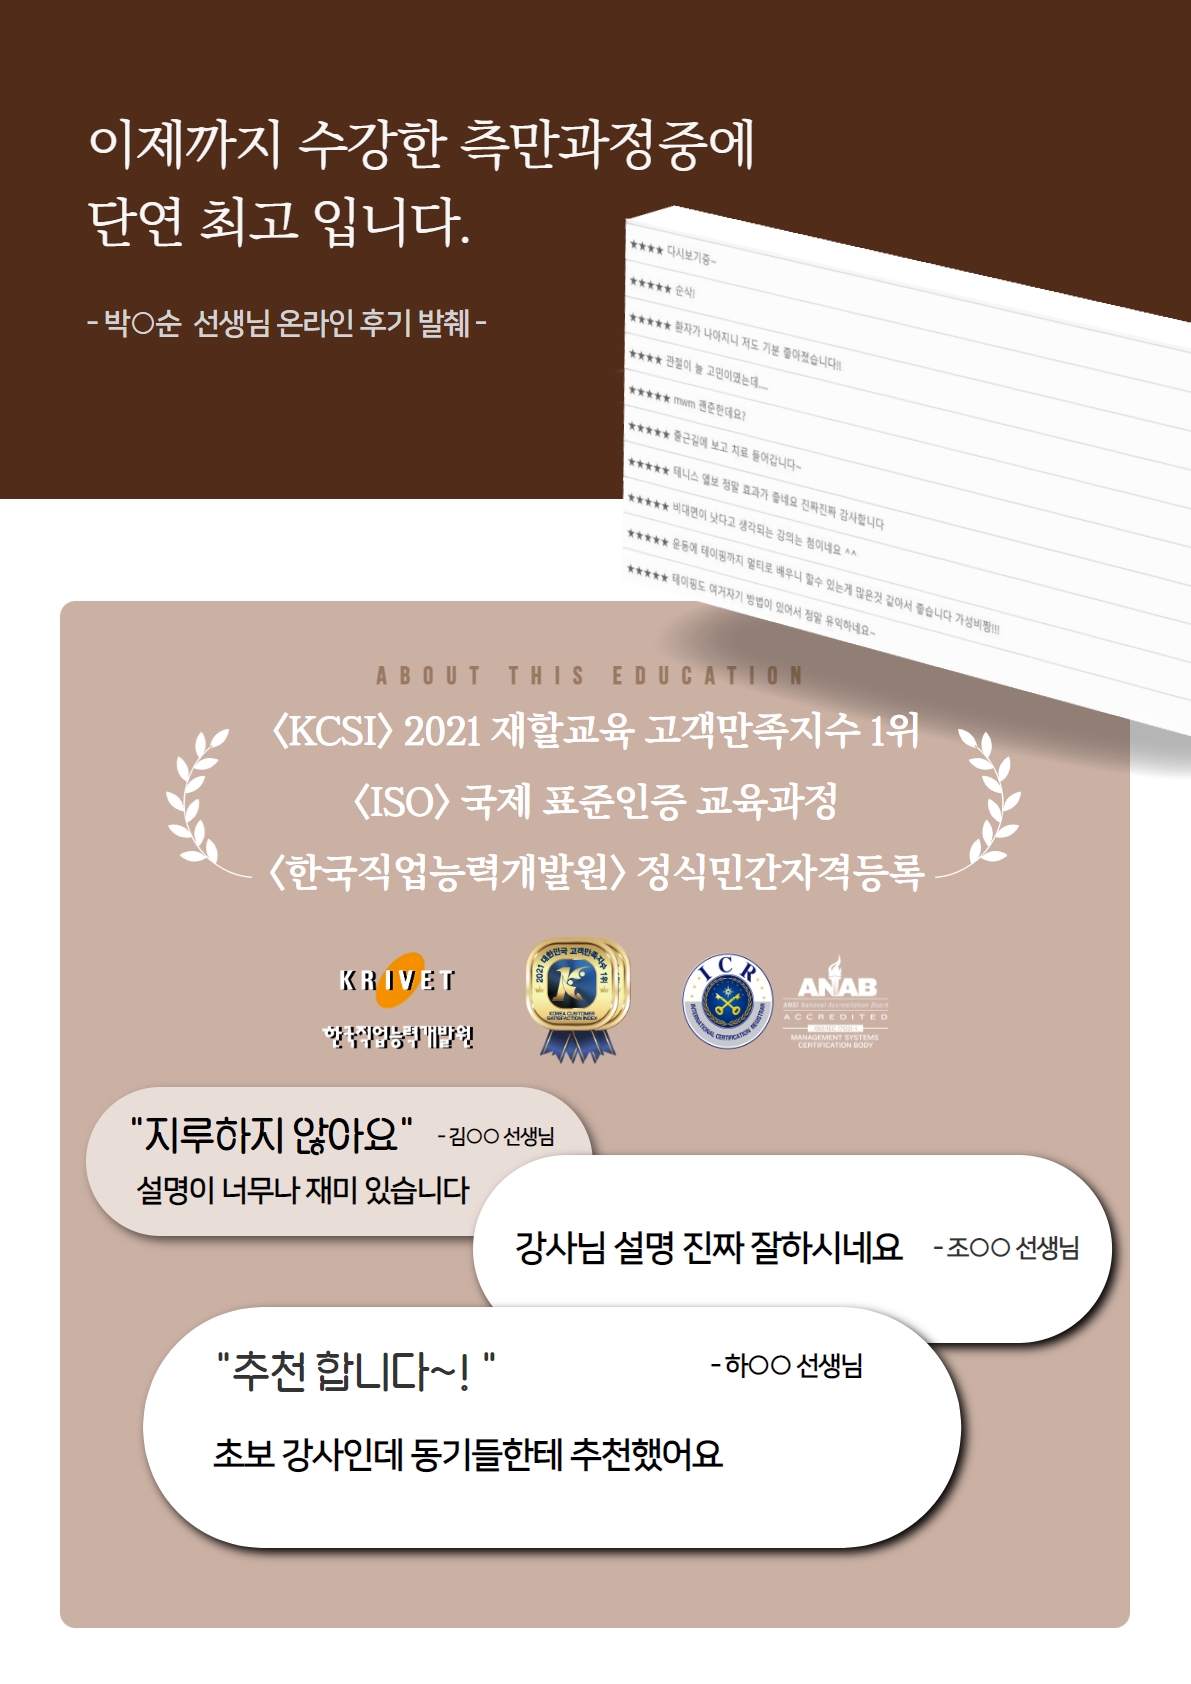 이제까지 수강한 측만과정중에
단연 최고 입니다.
- 박○순 선생님 온라인 후기 발췌 -
★★★★ 다시보기중~
★★★★★ 순삭!
★★★★★ 환자가 나아지니 저도 기분 좋아졌습니다!!
★★★★ 관절이 늘 고민이였는데....
★★★★★ mwm 괜춘한데요?
★★★★★ 출근길에 보고 치료 들어갑니다~
★★★★★ 테니스 엘보 정말 효과가 좋네요 진짜진짜 감사합니다
★★★★★ 비대면이 낫다고 생각되는 강의는 첨이네요 ^^
★★★★★ 운동에 테이핑까지 멀티로 배우니 할수 있는게 많은것 같아서 좋습니다 가성비짱!!!
★★★★★ 테이핑도 여거자기 방법이 있어서 정말 유익하네요~
ABOUT THIS EDUCATION
〈KCSI〉 2021 재활교육 고객만족지수 1위
〈ISO〉 국제 표준인증 교육과정
〈한국직업능력개발원〉 정식민간자격등록
KRIVET
한국직업능력개발원
2021 대한민국 고객만족지수 1위
KOREA CUSTOMER
SATISFACTION INDEX
ICR
INTERNATIONAL CERTIFICATION REGISTRAR
ANAB
ANSI National Accreditation Board
ACCREDITED
MANAGEMENT SYSTEMS
CERTIFICATION BODY
"지루하지 않아요" - 김○○ 선생님
설명이 너무나 재미 있습니다
강사님 설명 진짜 잘하시네요 - 조○○ 선생님
"추천 합니다~! " - 하○○ 선생님
초보 강사인데 동기들한테 추천했어요